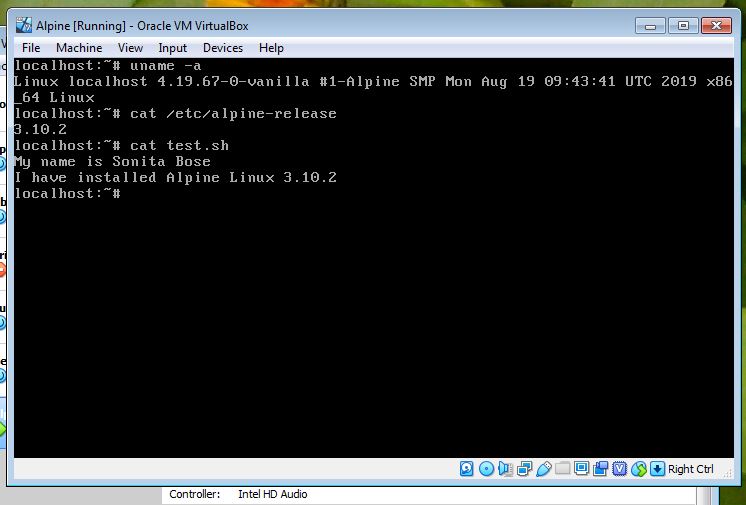 Alpine [Running] - Oracle VM VirtualBox
File Machine View Input Devices Help
localhost:~# uname -a
Linux localhost 4.19.67-0-vanilla #1-Alpine SMP Mon Aug 19 09:43:41 UTC 2019 x86
_64 Linux
localhost:~# cat /etc/alpine-release
3.10.2
localhost:~# cat test.sh
My name is Sonita Bose
I have installed Alpine Linux 3.10.2
localhost:~#
Right Ctrl
Controller: Intel HD Audio